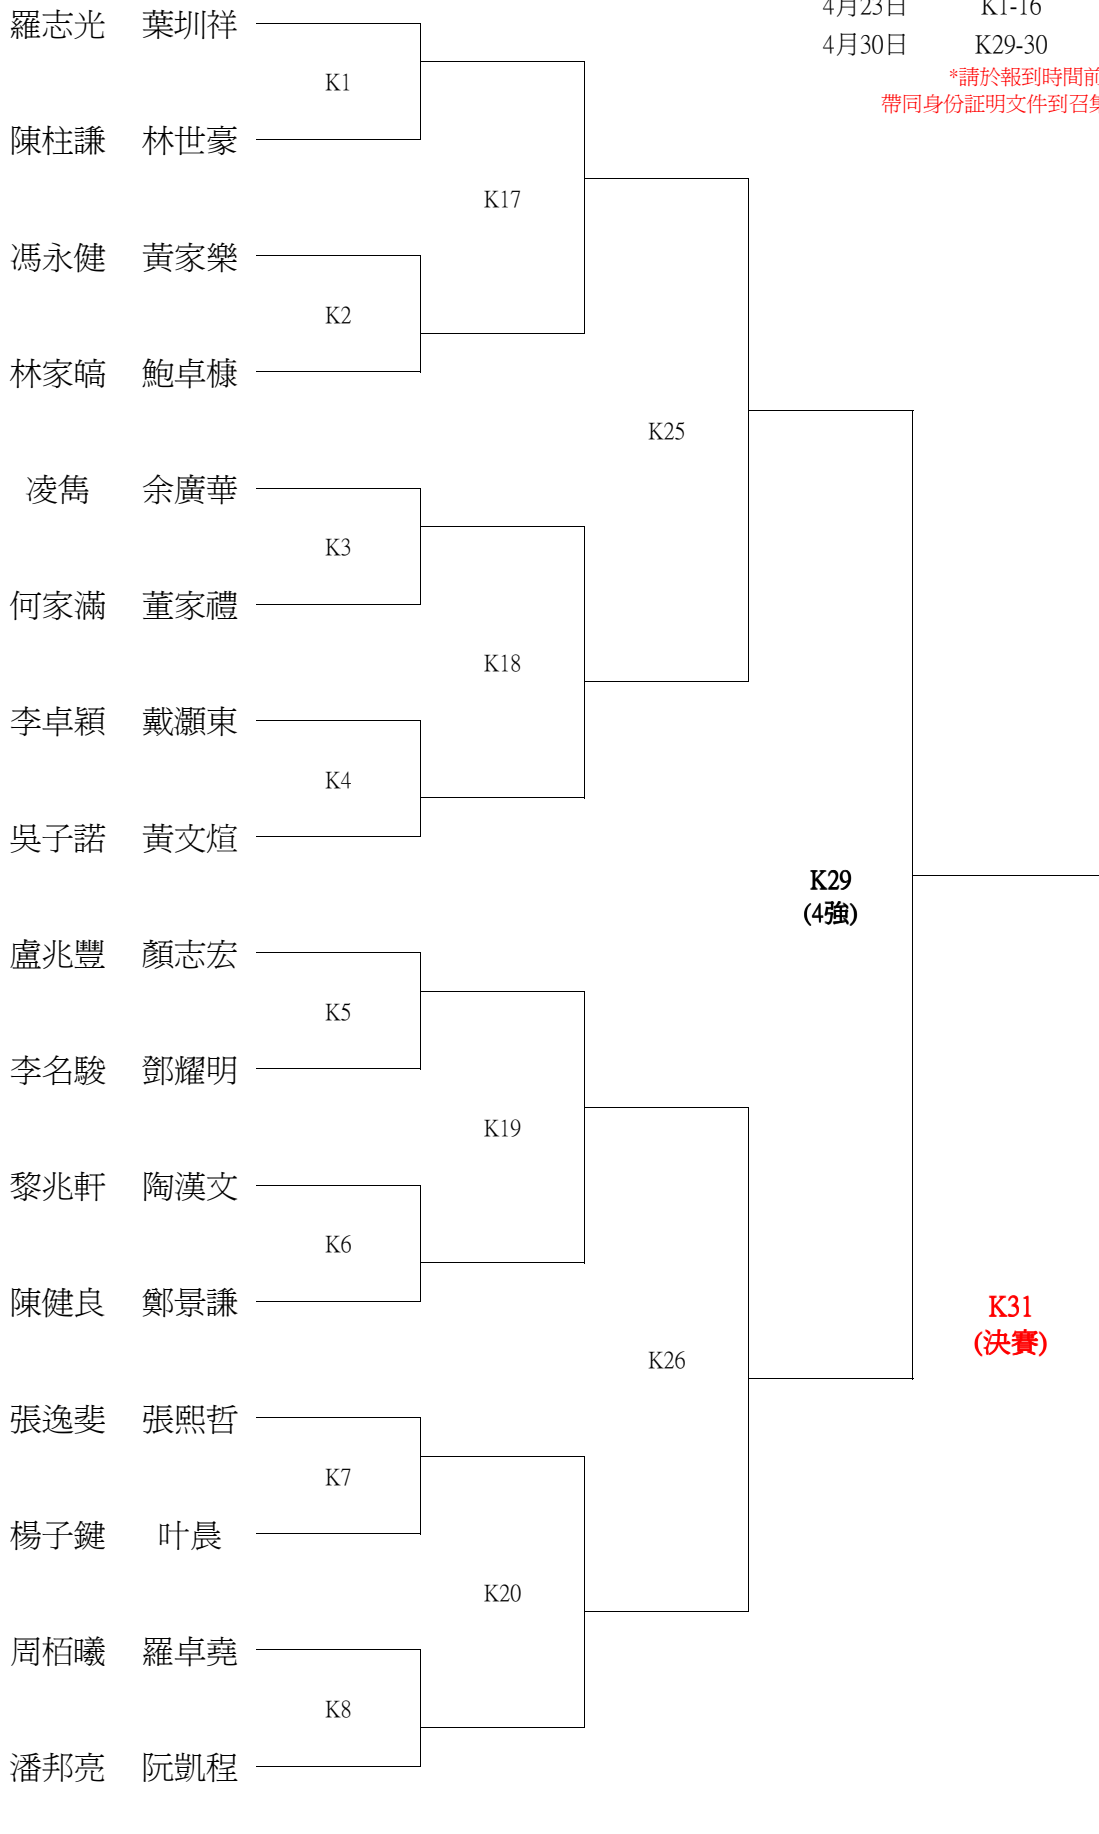 4月23日 K1-16
羅志光 葉圳祥
4月30日 K29-30
*請於報到時間前
K1
帶同身份証明文件到召集
陳柱謙 林世豪
K17
馮永健 黃家樂
K2
林家皜 鮑卓槺
K25
凌雋 余廣華
K3
何家滿 董家禮
K18
李卓穎 戴灝東
K4
吳子諾 黃文煊
K29
(4強)
盧兆豐 顏志宏
K5
李名駿 鄧耀明
K19
黎兆軒 陶漢文
K6
陳健良 鄭景謙
K31
(決賽)
K26
張逸斐 張熙哲
K7
楊子鍵 叶晨
K20
周栢曦 羅卓堯
K8
潘邦亮 阮凱程